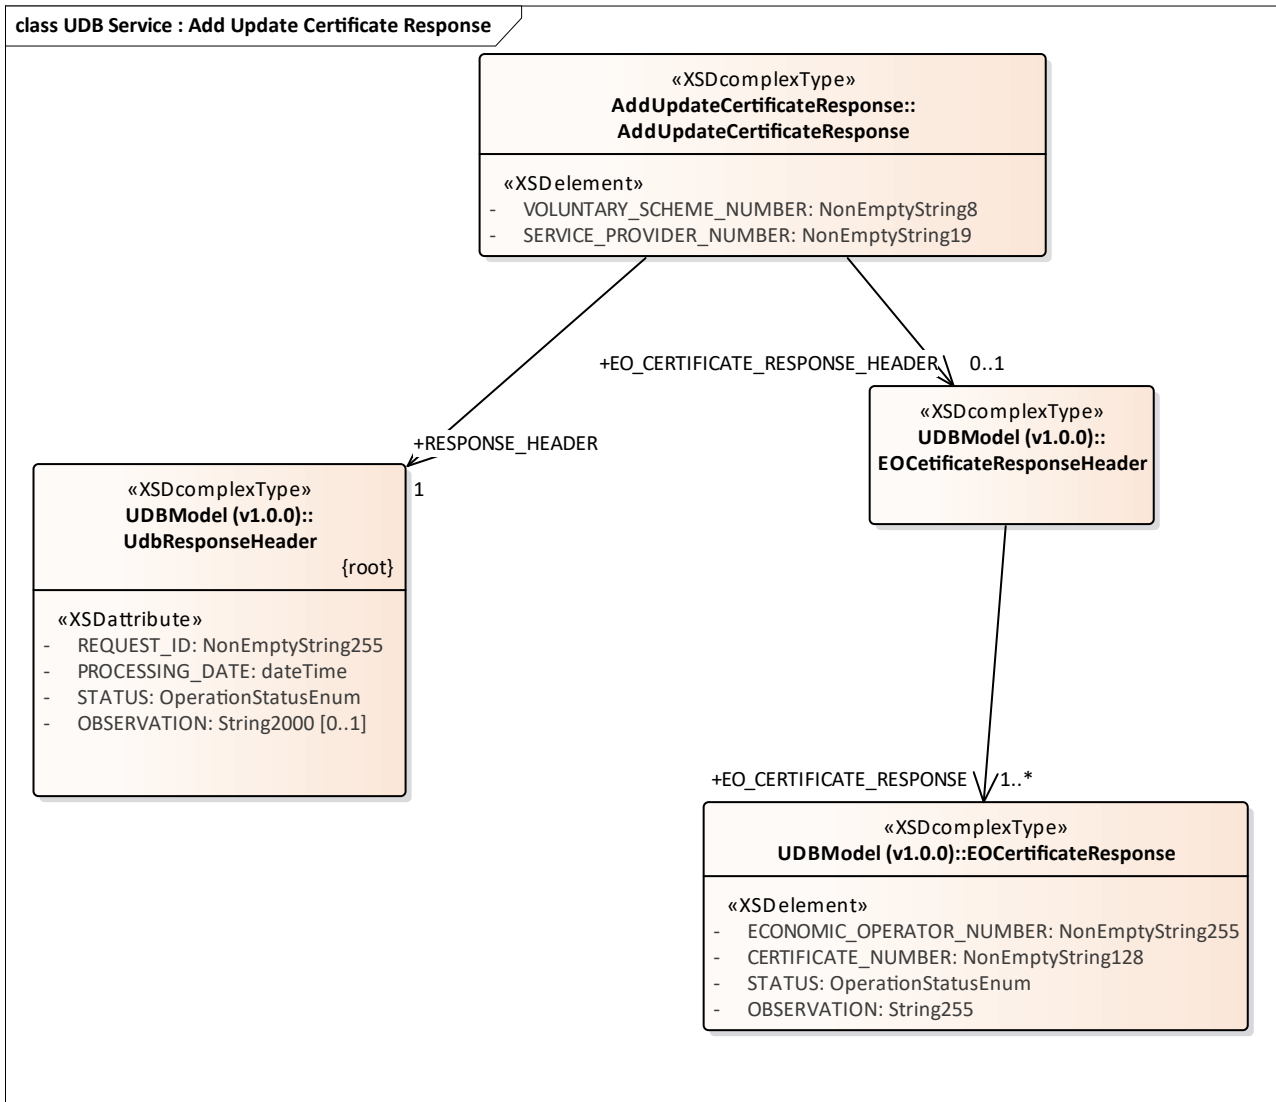 class UDB Service : Add Update Certificate Response
«XSDcomplexType»
AddUpdateCertificateResponse::
AddUpdateCertificateResponse
«XSDelement»
- VOLUNTARY_SCHEME_NUMBER: NonEmptyString8
- SERVICE_PROVIDER_NUMBER: NonEmptyString19
+EO_CERTIFICATE_RESPONSE_HEADER 0..1
+RESPONSE_HEADER
1
«XSDcomplexType»
UDBModel (v1.0.0)::
EOCetificateResponseHeader
«XSDcomplexType»
UDBModel (v1.0.0)::
UdbResponseHeader
{root}
«XSDattribute»
- REQUEST_ID: NonEmptyString255
- PROCESSING_DATE: dateTime
- STATUS: OperationStatusEnum
- OBSERVATION: String2000 [0..1]
+EO_CERTIFICATE_RESPONSE 1..*
«XSDcomplexType»
UDBModel (v1.0.0)::EOCertificateResponse
«XSDelement»
- ECONOMIC_OPERATOR_NUMBER: NonEmptyString255
- CERTIFICATE_NUMBER: NonEmptyString128
- STATUS: OperationStatusEnum
- OBSERVATION: String255